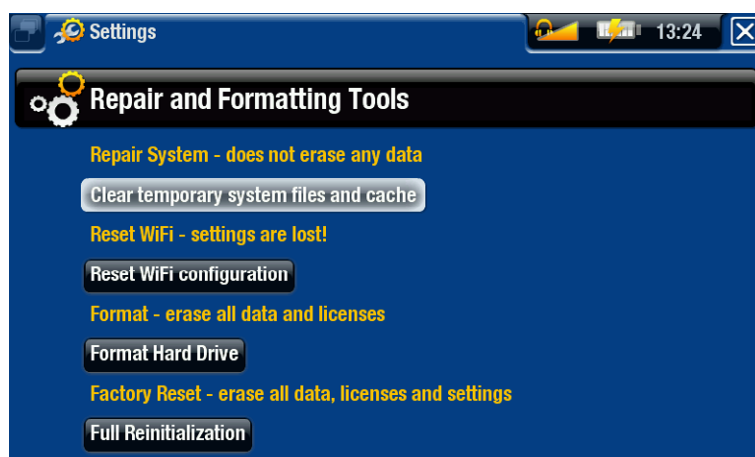 Settings
13:24
Repair and Formatting Tools
Repair System - does not erase any data
Clear temporary system files and cache
Reset WiFi - settings are lost!
Reset WiFi configuration
Format - erase all data and licenses
Format Hard Drive
Factory Reset - erase all data, licenses and settings
Full Reinitialization